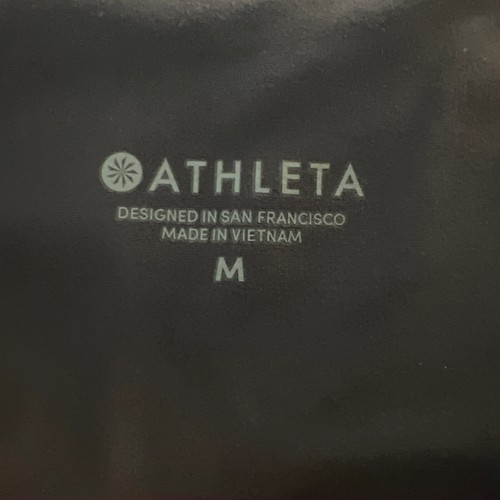 ATHLETA
DESIGNED IN SAN FRANCISCO
MADE IN VIETNAM
M